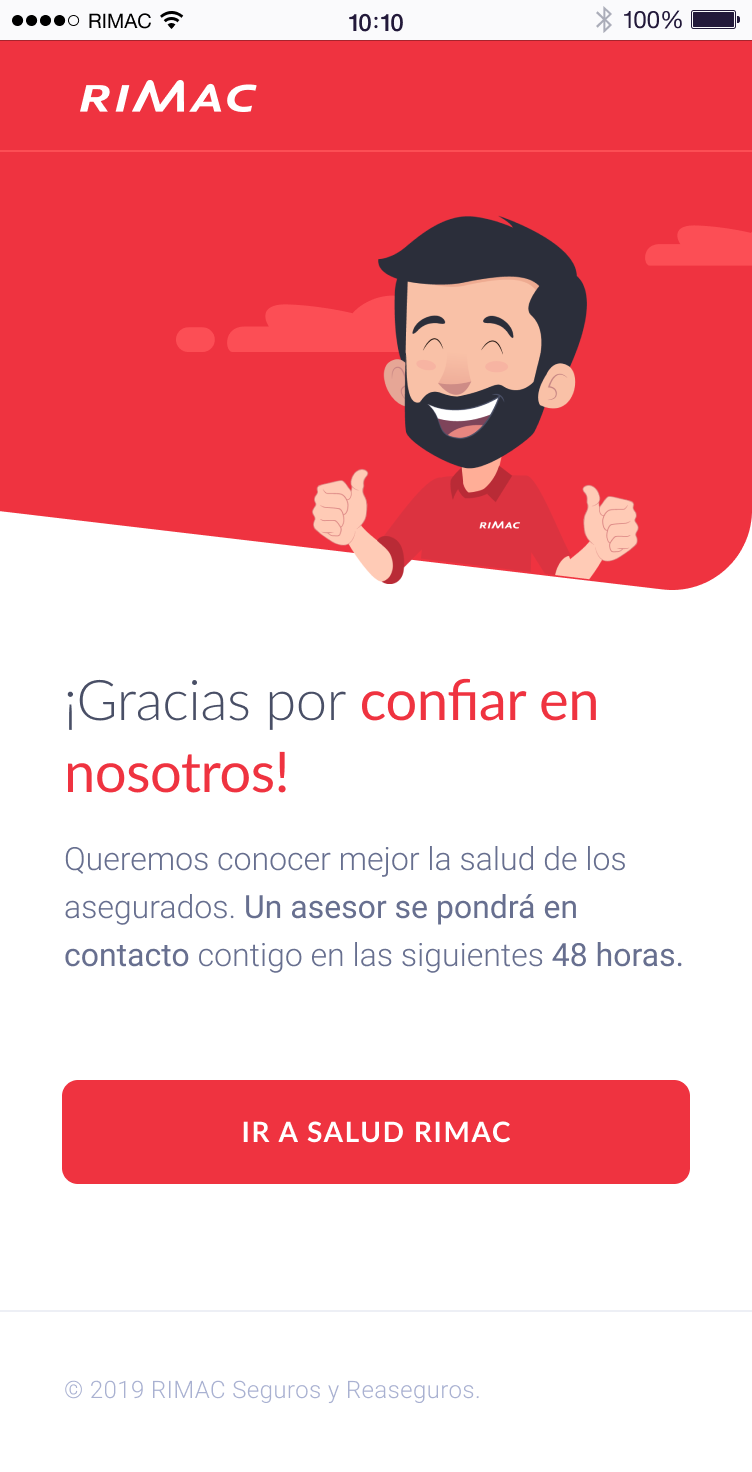 RIMAC
10:10
100%
RIMAC
RIMAC
¡Gracias por confiar en
nosotros!
Queremos conocer mejor la salud de los
asegurados. Un asesor se pondrá en
contacto contigo en las siguientes 48 horas.
IR A SALUD RIMAC
© 2019 RIMAC Seguros y Reaseguros.